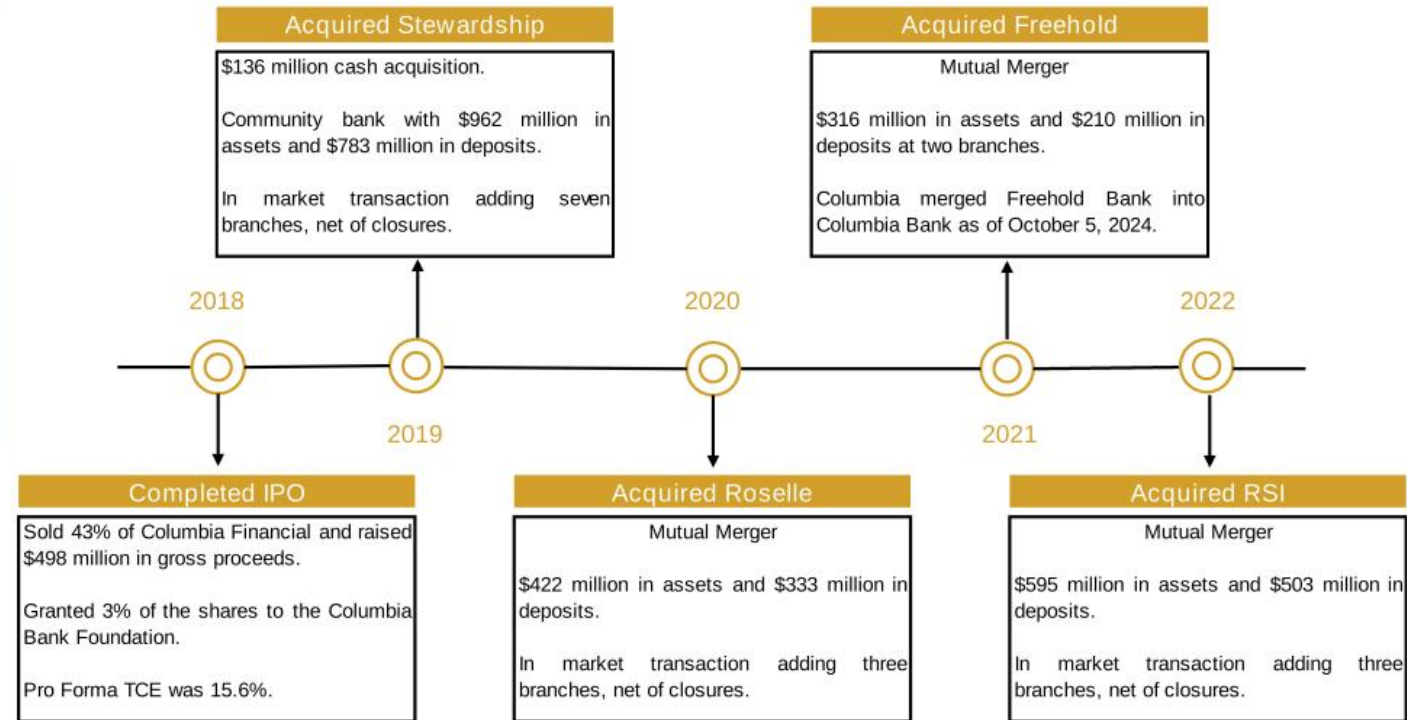 Acquired Stewardship
$136 million cash acquisition.
Community bank with $962 million in
assets and $783 million in deposits.
In market transaction adding seven
branches, net of closures.
Acquired Freehold
Mutual Merger
$316 million in assets and $210 million in
deposits at two branches.
Columbia merged Freehold Bank into
Columbia Bank as of October 5, 2024.
2018
2020
2022
2019
2021
Completed IPO
Sold 43% of Columbia Financial and raised
$498 million in gross proceeds.
Granted 3% of the shares to the Columbia
Bank Foundation.
Pro Forma TCE was 15.6%.
Acquired Roselle
Mutual Merger
$422 million in assets and $333 million in
deposits.
In market transaction adding three
branches, net of closures.
Acquired RSI
Mutual Merger
$595 million in assets and $503 million in
deposits.
In market transaction adding three
branches, net of closures.